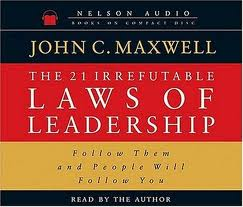 NELSON AUDIO
BOOKS ON COMPACT DISC
JOHN C. MAXWELL
THE 21 IRREFUTABLE
LAWS OF
LEADERSHIP
Follow Them
and People Will
Follow You
READ BY THE AUTHOR